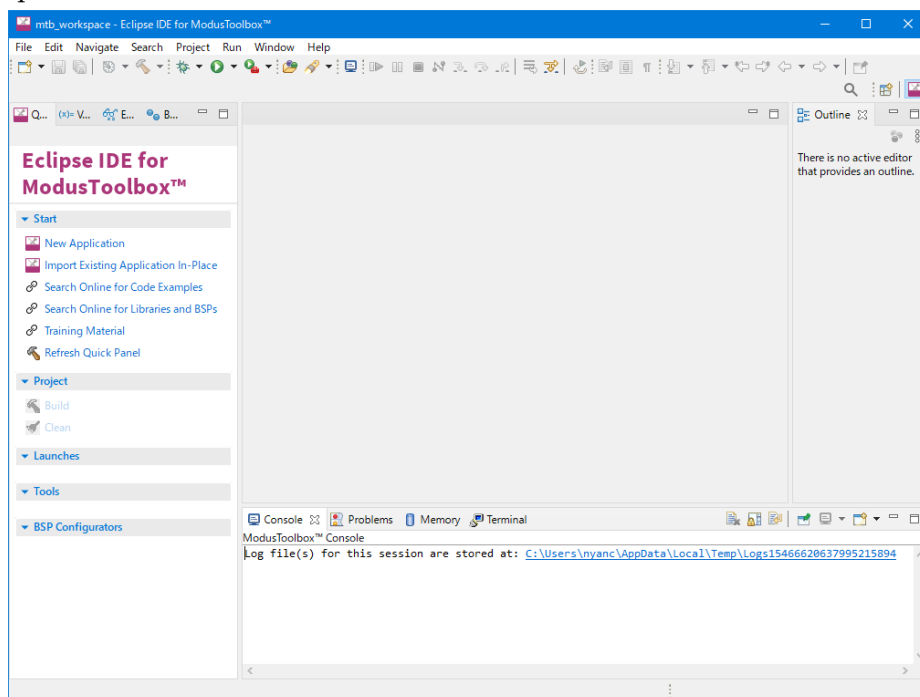 mtb_workspace - Eclipse IDE for ModusToolbox™
File Edit Navigate Search Project Run Window Help
Q... (x)= V... E... B...
Outline
Eclipse IDE for
ModusToolbox™
There is no active editor
that provides an outline.
Start
New Application
Import Existing Application In-Place
Search Online for Code Examples
Search Online for Libraries and BSPs
Training Material
Refresh Quick Panel
Project
Build
Clean
Launches
Tools
BSP Configurators
Console Problems Memory Terminal
ModusToolbox™ Console
Log file(s) for this session are stored at: C:\Users\nyanc\AppData\Local\Temp\Logs15466620637995215894